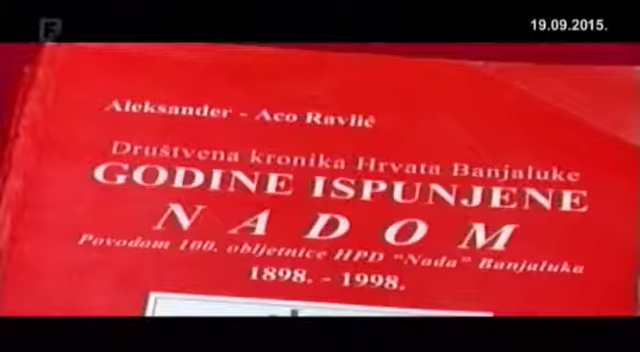 F
19.09.2015.
Aleksander - Aco Ravlić
Društvena kronika Hrvata Banjaluke
GODINE ISPUNJENE
NADOM
Povodom 100. obljetnice HPD "Nada" Banjaluka
1898. - 1998.